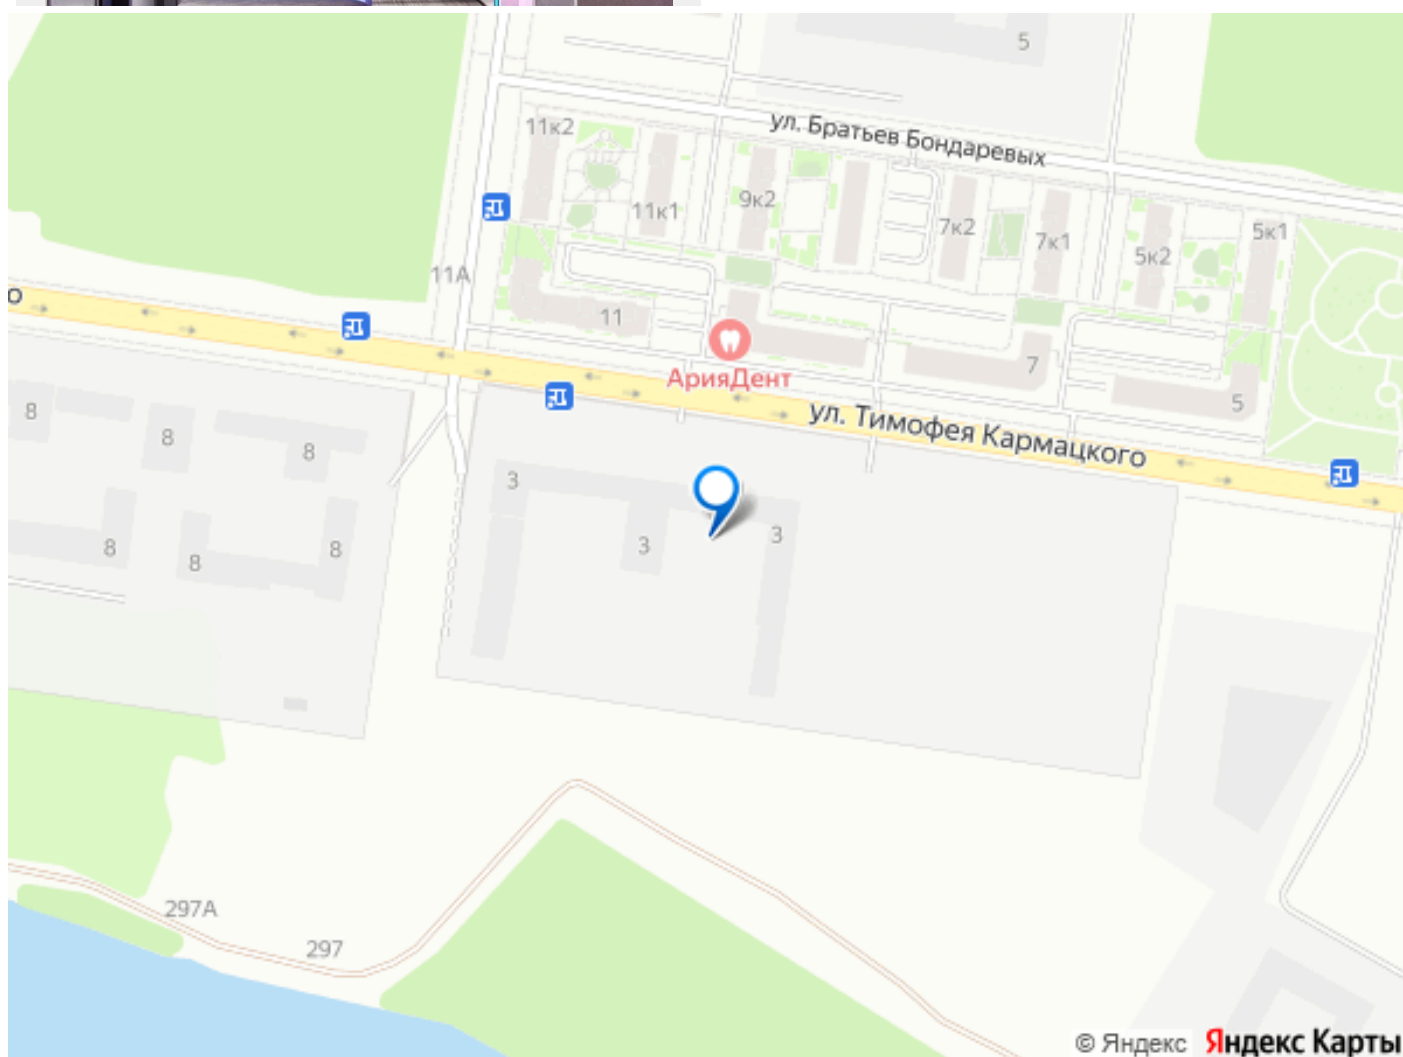 5
ул. Братьев Бондаревых
11к2
11к1
9к2
7к2
7к1
5к2
5к1
11А
о
11
АрияДент
7
5
ул. Тимофея Кармацкого
8
8
8
3
3
3
8
8
8
297А
297
© Яндекс Яндекс Карты